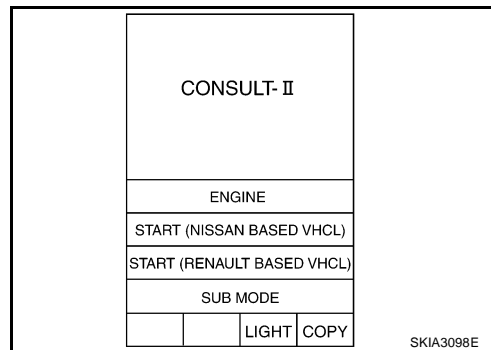 CONSULT-II
ENGINE
START (NISSAN BASED VHCL)
START (RENAULT BASED VHCL)
SUB MODE
LIGHT COPY
SKIA3098E